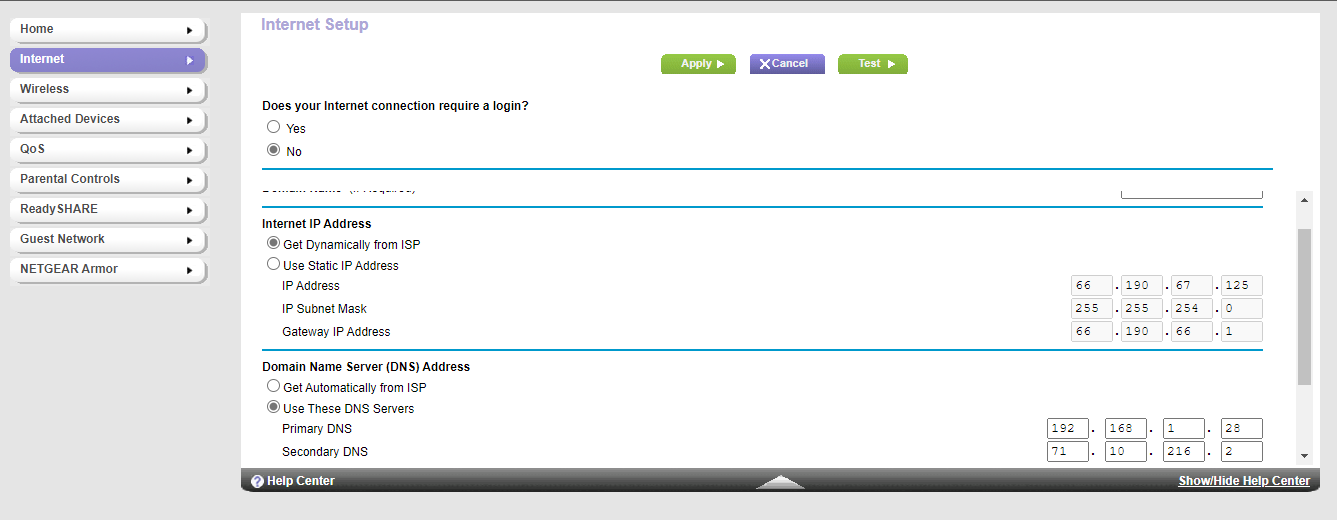 Home
Internet
Wireless
Attached Devices
QoS
Parental Controls
ReadySHARE
Guest Network
NETGEAR Armor
Internet Setup
Apply Cancel Test
Does your Internet connection require a login?
Yes
No
Internet IP Address
Get Dynamically from ISP
Use Static IP Address
IP Address 66 . 190 . 67 . 125
IP Subnet Mask 255 . 255 . 254 . 0
Gateway IP Address 66 . 190 . 66 . 1
Domain Name Server (DNS) Address
Get Automatically from ISP
Use These DNS Servers
Primary DNS 192 . 168 . 1 . 28
Secondary DNS 71 . 10 . 216 . 2
? Help Center Show/Hide Help Center